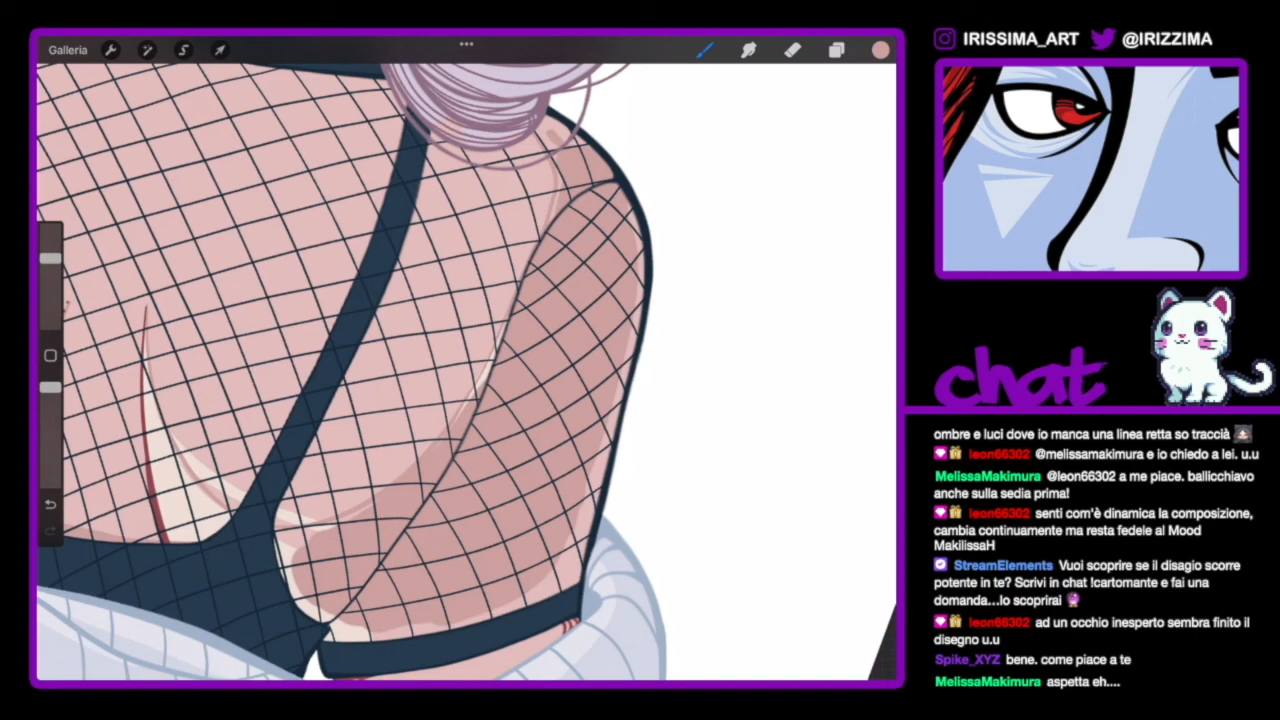 Galleria
IRISSIMA_ART @IRIZZIMA
chat
ombre e luci dove io manca una linea retta so traccià
leon66302 @melissamakimura e io chiedo a lei. u.u
MelissaMakimura @leon66302 a me piace. ballicchiavo
anche sulla sedia prima!
leon66302 senti com'è dinamica la composizione,
cambia continuamente ma resta fedele al Mood
MakilissaH
StreamElements Vuoi scoprire se il disagio scorre
potente in te? Scrivi in chat !cartomante e fai una
domanda...lo scoprirai
leon66302 ad un occhio inesperto sembra finito il
disegno u.u
Spike_XYZ bene. come piace a te
MelissaMakimura aspetta eh....